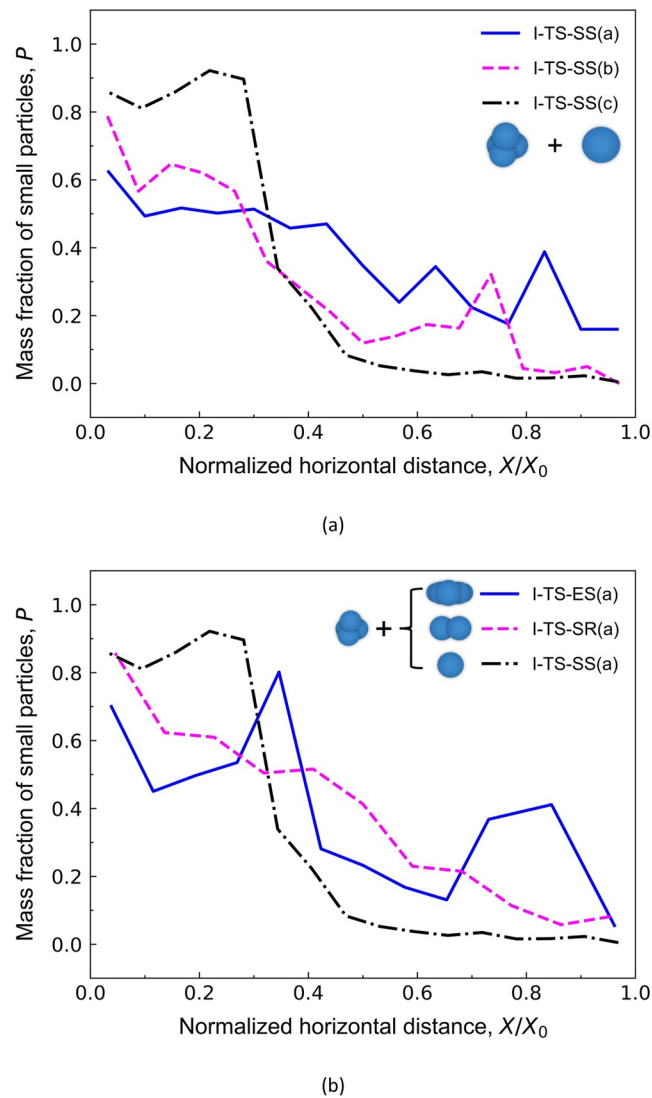 Mass fraction of small particles, P
1.0
0.8
0.6
0.4
0.2
0.0
I-TS-SS(a)
I-TS-SS(b)
I-TS-SS(c)
+
0.0 0.2 0.4 0.6 0.8 1.0
Normalized horizontal distance, X/X₀
(a)
Mass fraction of small particles, P
1.0
0.8
0.6
0.4
0.2
0.0
I-TS-ES(a)
+
I-TS-SR(a)
I-TS-SS(a)
0.0 0.2 0.4 0.6 0.8 1.0
Normalized horizontal distance, X/X₀
(b)